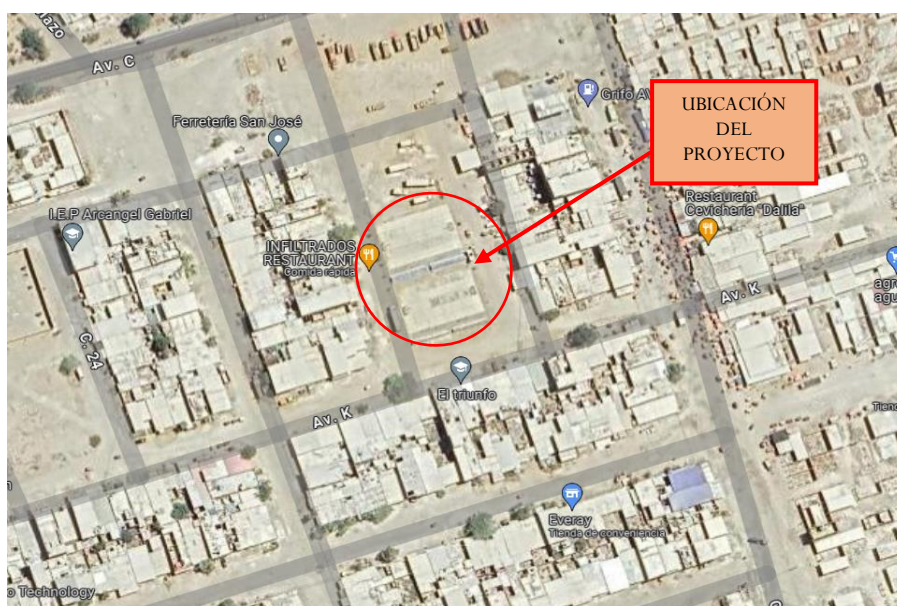 Av. C
Ferretería San José
Grifo
UBICACIÓN
DEL
PROYECTO
I.E.P Arcangel Gabriel
INFILTRADOS
RESTAURANT
Comida rápida
Restaurant
Cevichería "Dalila"
Av. K
C. 24
El triunfo
Av. K
Everay
Tienda de conveniencia
Technology